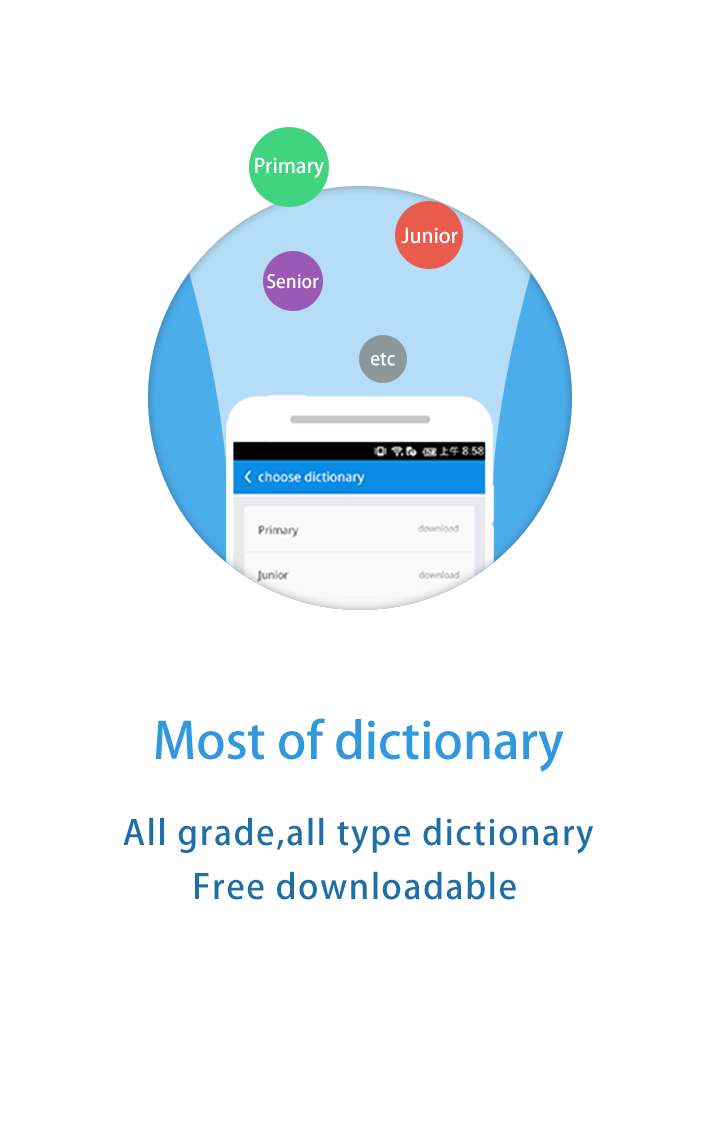 Primary
Junior
Senior
etc
上午 8:58
choose dictionary
Primary download
Junior download
Most of dictionary
All grade,all type dictionary
Free downloadable